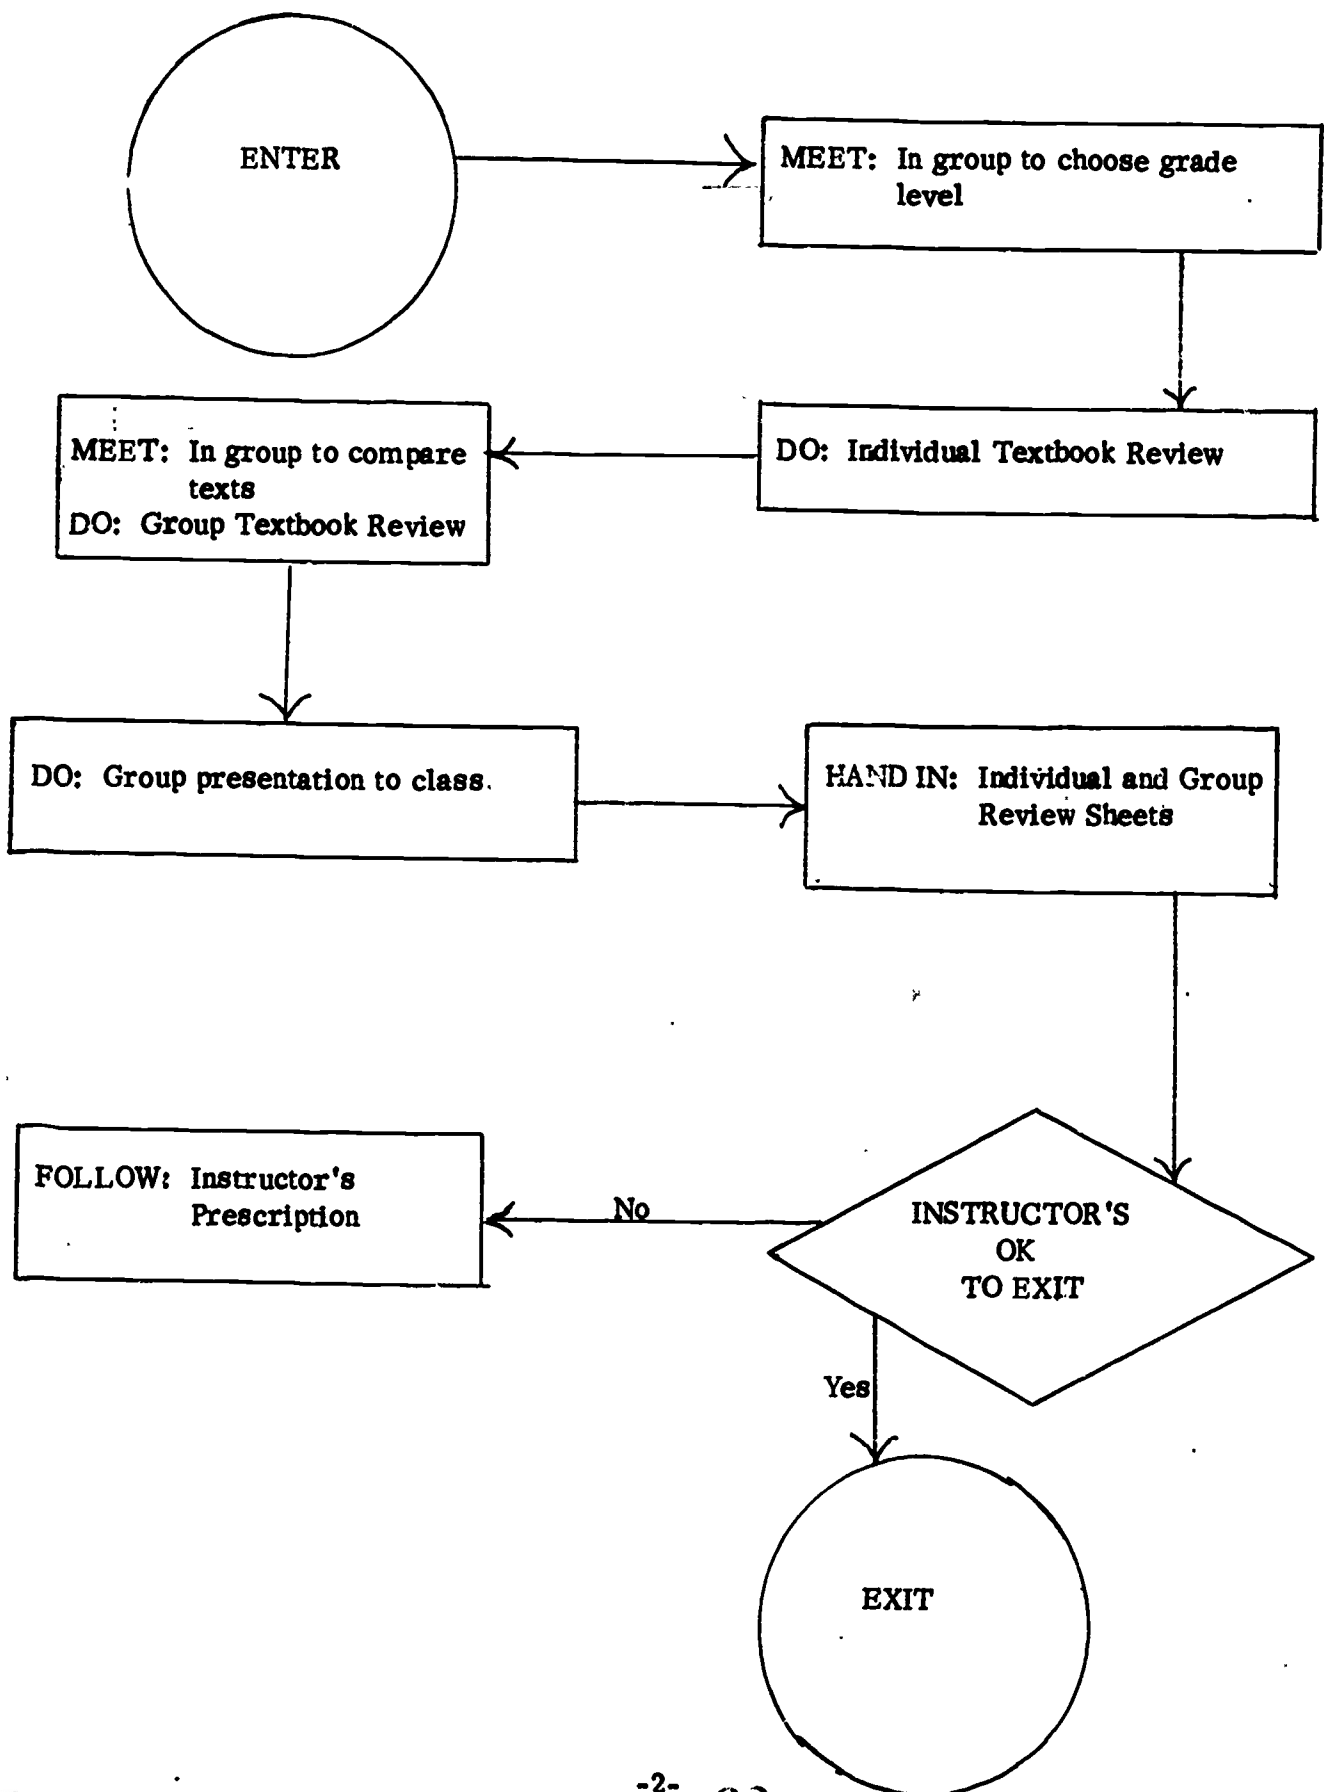 ENTER
MEET: In group to choose grade
level
DO: Individual Textbook Review
MEET: In group to compare
texts
DO: Group Textbook Review
DO: Group presentation to class.
HAND IN: Individual and Group
Review Sheets
INSTRUCTOR'S
OK
TO EXIT
No
FOLLOW: Instructor's
Prescription
Yes
EXIT
-2-